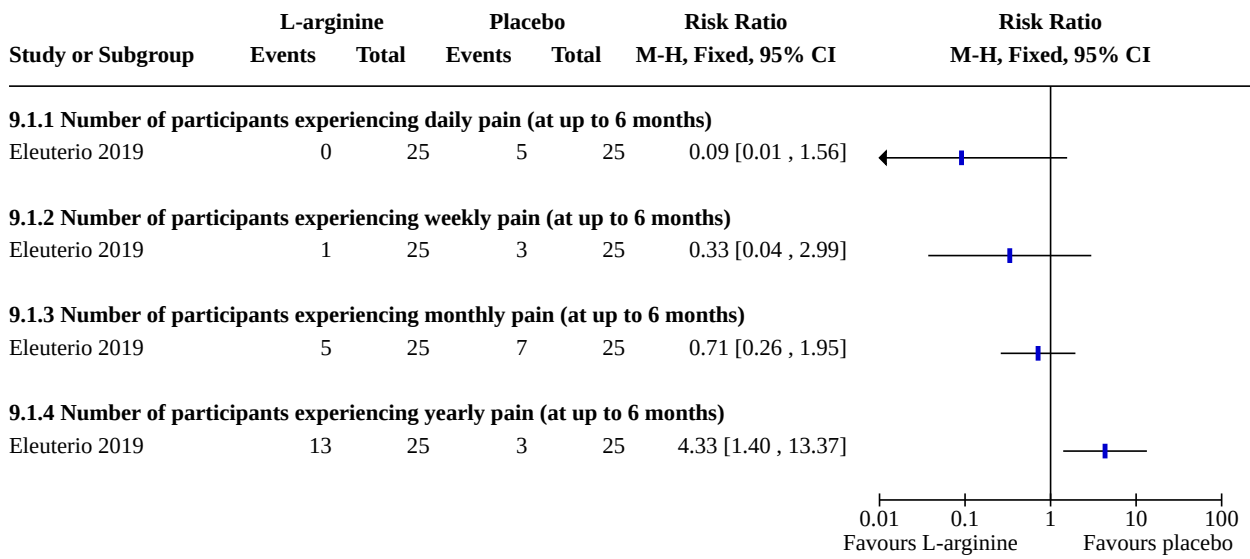 L-arginine Placebo Risk Ratio Risk Ratio
Study or Subgroup Events Total Events Total M-H, Fixed, 95% CI M-H, Fixed, 95% CI
9.1.1 Number of participants experiencing daily pain (at up to 6 months)
Eleuterio 2019 0 25 5 25 0.09 [0.01 , 1.56]
9.1.2 Number of participants experiencing weekly pain (at up to 6 months)
Eleuterio 2019 1 25 3 25 0.33 [0.04 , 2.99]
9.1.3 Number of participants experiencing monthly pain (at up to 6 months)
Eleuterio 2019 5 25 7 25 0.71 [0.26 , 1.95]
9.1.4 Number of participants experiencing yearly pain (at up to 6 months)
Eleuterio 2019 13 25 3 25 4.33 [1.40 , 13.37]
0.01 0.1 1 10 100
Favours L-arginine Favours placebo